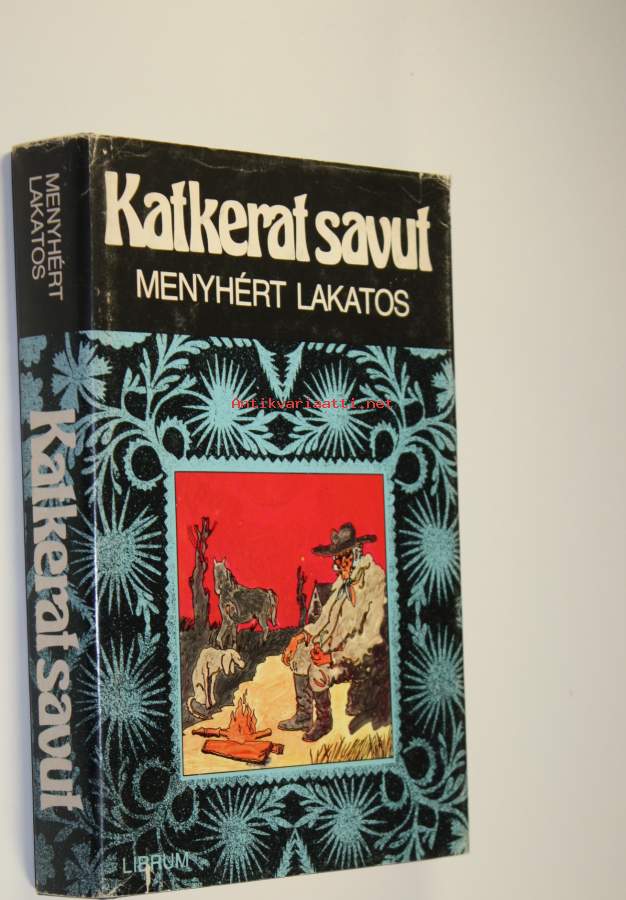 MENYHÉRT
LAKATOS
Katkerat savut
Katkerat savut
MENYHÉRT LAKATOS
Antikvariaatti.net
LIBRUM